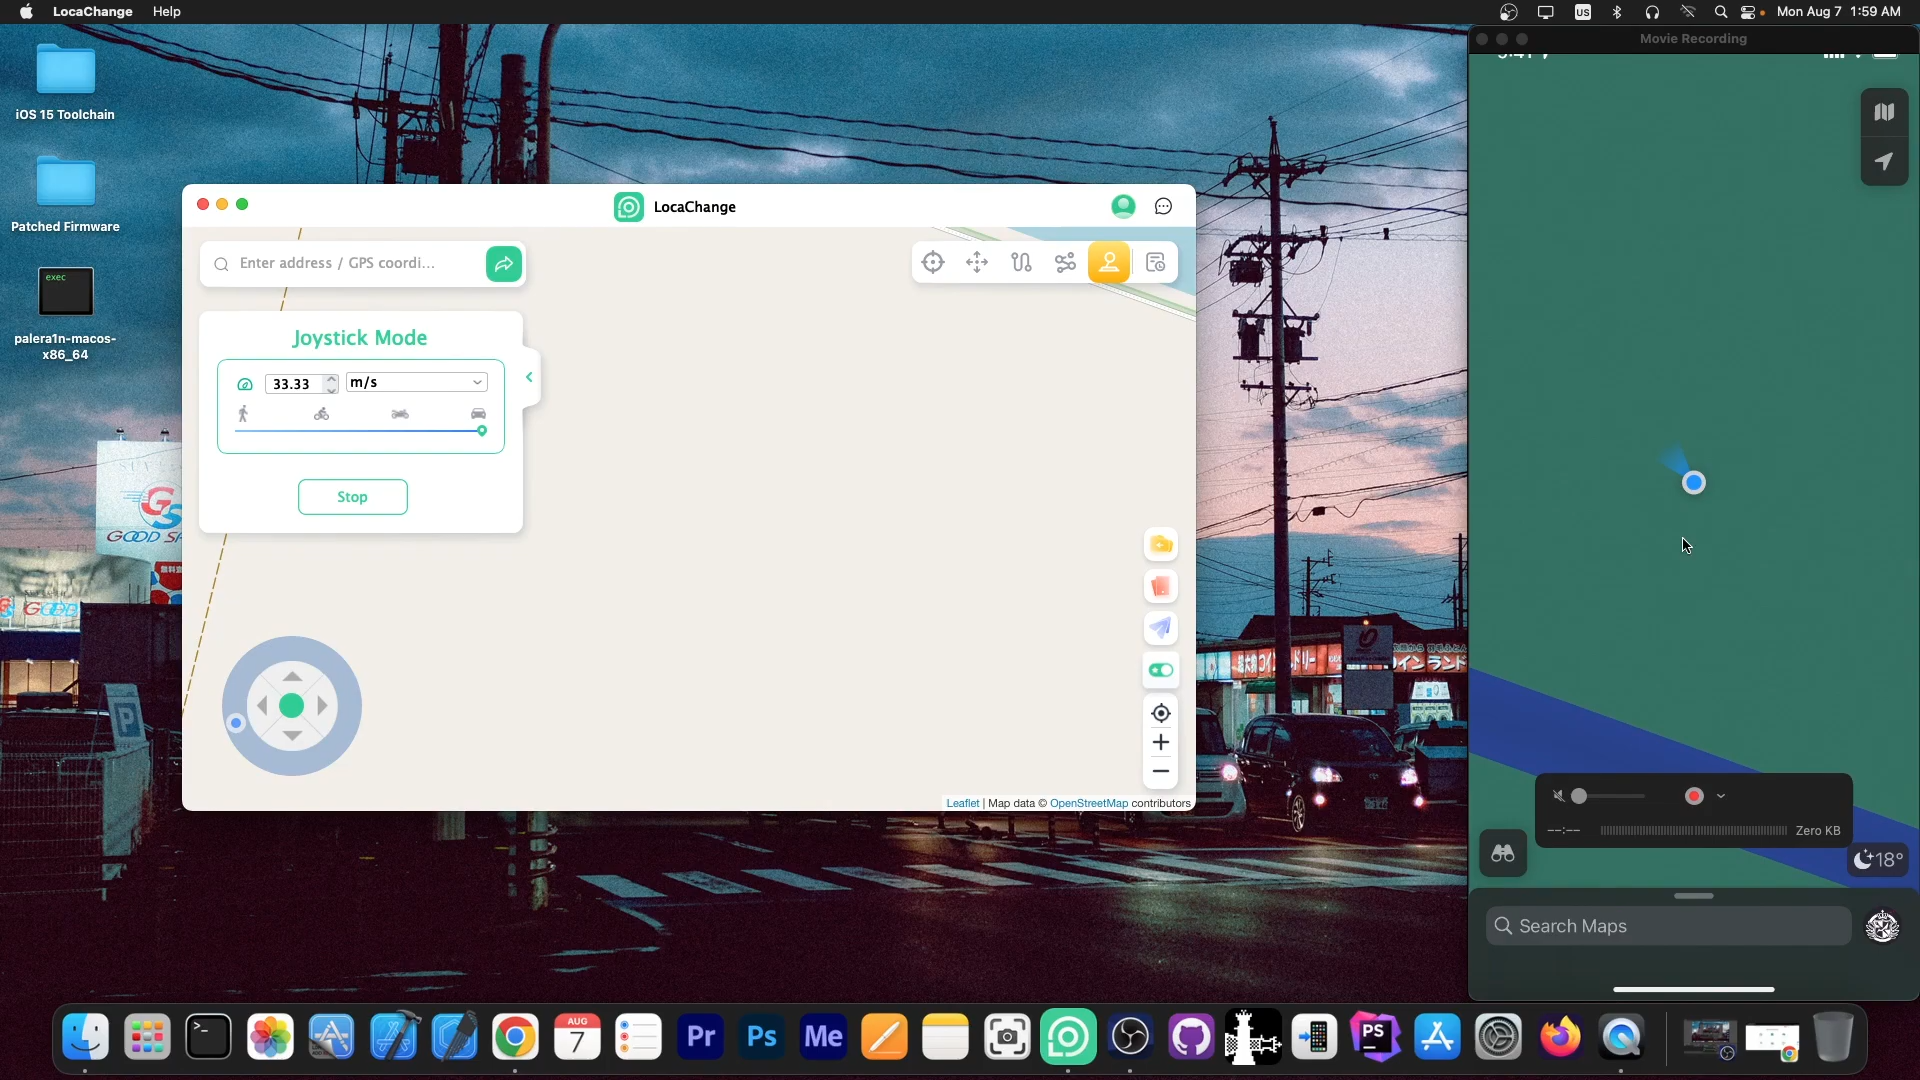 LocaChange Help
US
Mon Aug 7 1:59 AM
Movie Recording
iOS 15 Toolchain
Patched Firmware
exec
palera1n-macos-
x86_64
LocaChange
Enter address / GPS coordi...
Joystick Mode
33.33 m/s
Stop
Leaflet | Map data © OpenStreetMap contributors
GS
P
--:-- Zero KB
18°
Search Maps
AUG
7
Pr
Ps
Me
PS